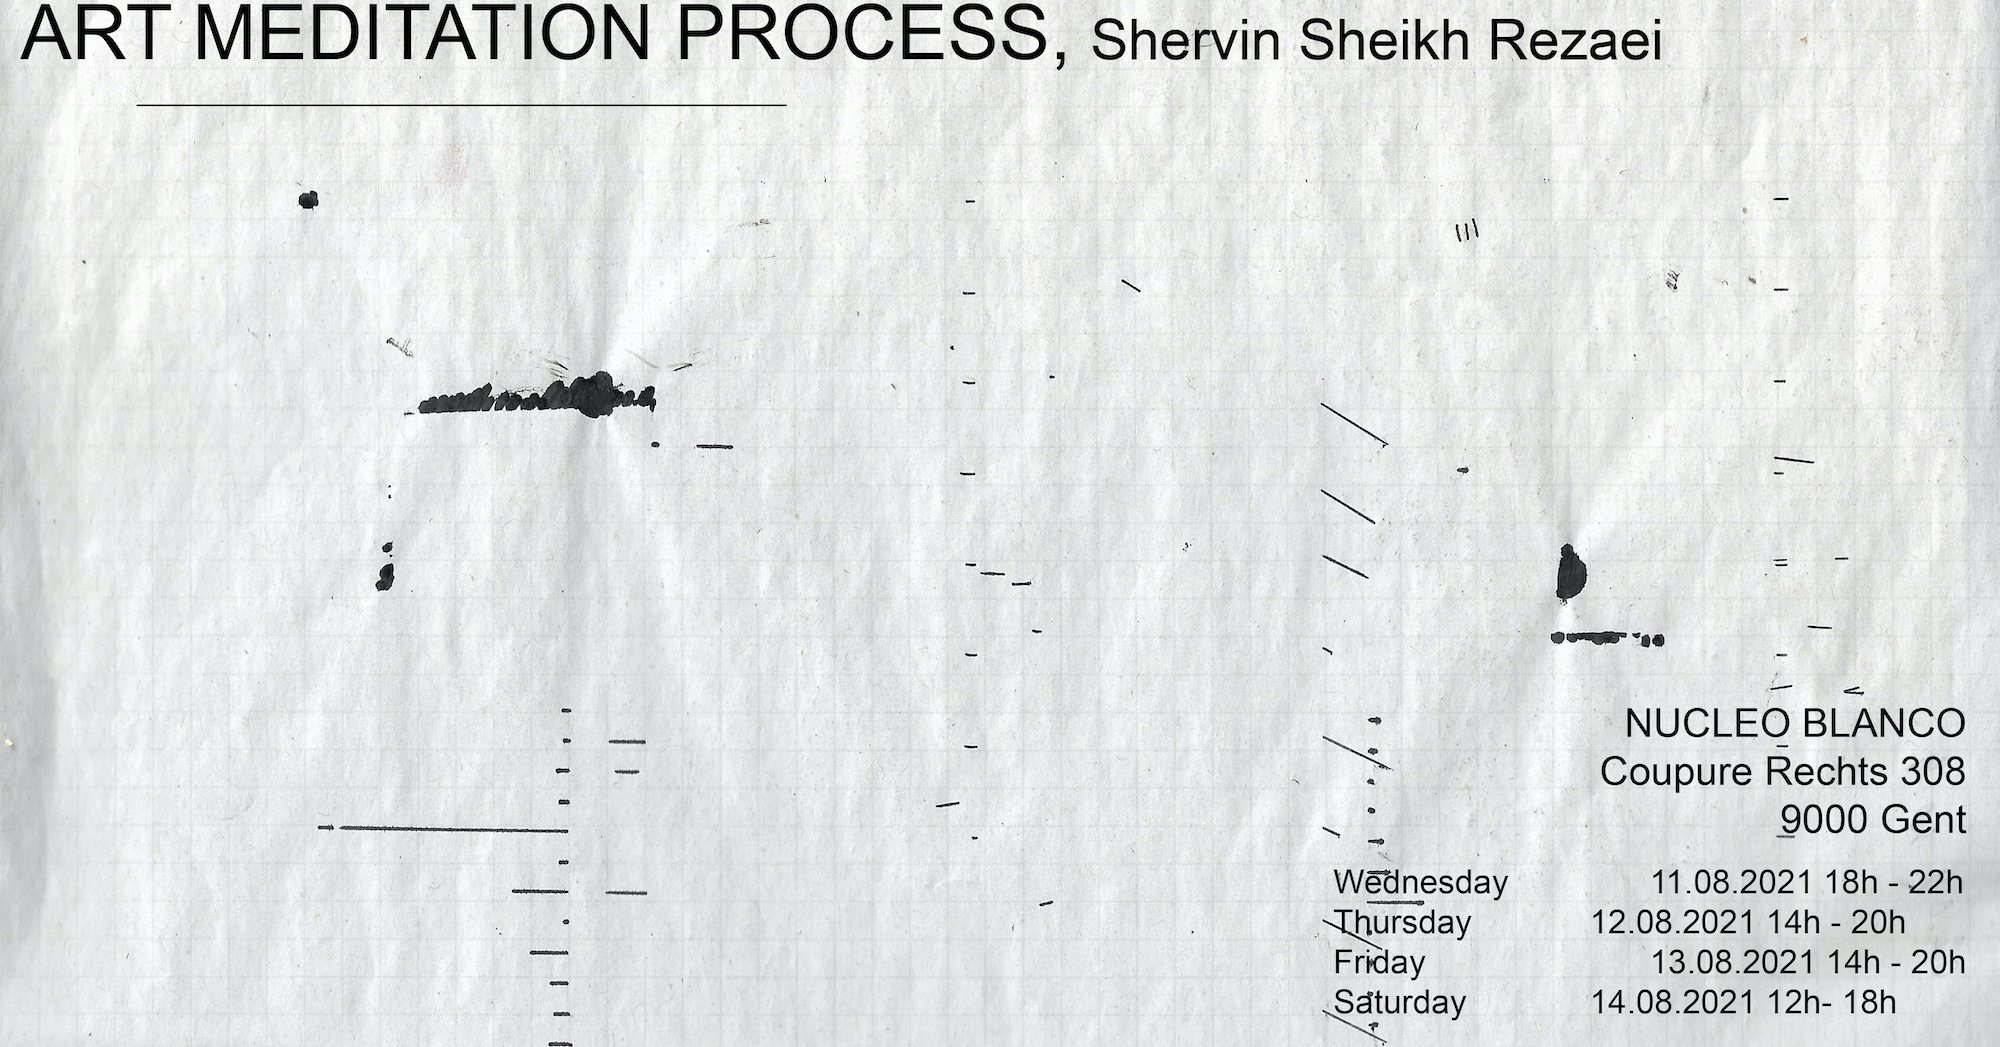 ART MEDITATION PROCESS, Shervin Sheikh Rezaei
NUCLEO BLANCO
Coupure Rechts 308
9000 Gent
Wednesday 11.08.2021 18h - 22h
Thursday 12.08.2021 14h - 20h
Friday 13.08.2021 14h - 20h
Saturday 14.08.2021 12h- 18h